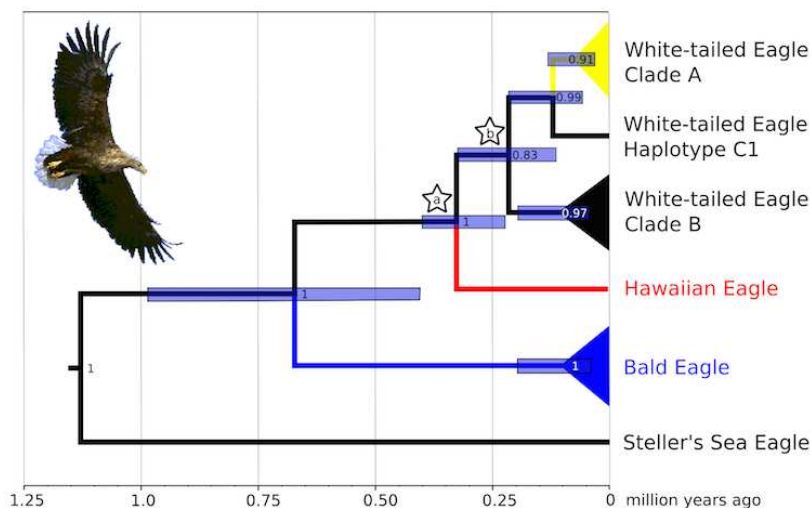 0.91
White-tailed Eagle
Clade A
0.99
b
White-tailed Eagle
Haplotype C1
0.83
a
0.97
White-tailed Eagle
Clade B
1
Hawaiian Eagle
1
1
Bald Eagle
1
Steller's Sea Eagle
1.25 1.0 0.75 0.50 0.25 0 million years ago